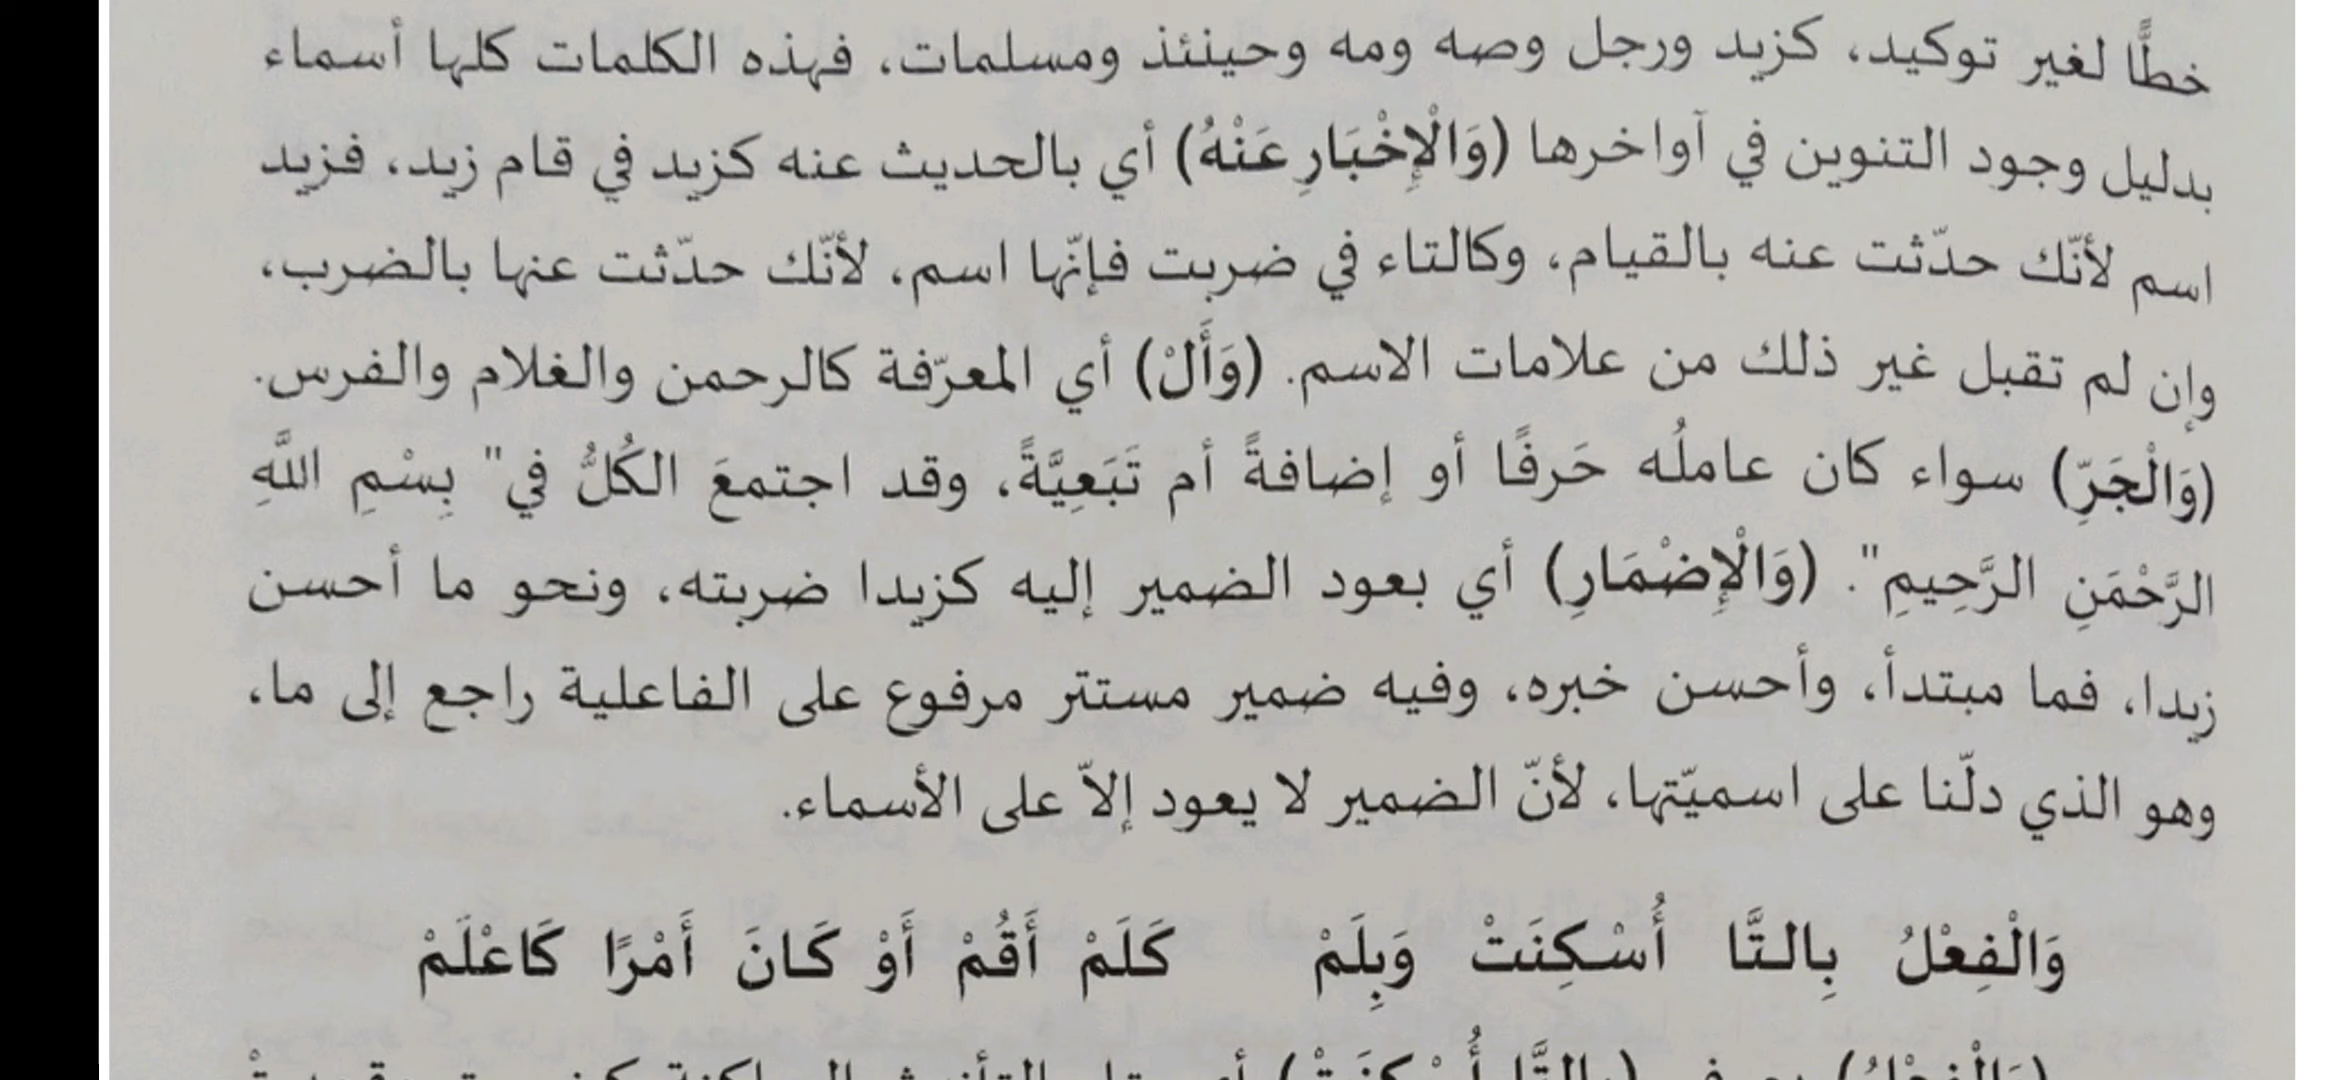 خطًّا لغير توكيد، كزيد ورجل وصه ومه وحينئذ ومسلمات، فهذه الكلمات كلها أسماء
بدليل وجود التنوين في آواخرها (وَالْإِخْبَارِ عَنْهُ) أي بالحديث عنه كزيد في قام زيد، فزيد
اسم لأنّك حدّثت عنه بالقيام، وكالتاء في ضربت فإنّها اسم، لأنّك حدّثت عنها بالضرب،
وإن لم تقبل غير ذلك من علامات الاسم. (وَأَلْ) أي المعرّفة كالرحمن والغلام والفرس.
(وَالْجَرِّ) سواء كان عاملُه حَرفًا أو إضافةً أم تَبَعِيَّةً، وقد اجتمعَ الكُلُّ في" بِسْمِ اللَّهِ
الرَّحْمَنِ الرَّحِيمِ". (وَالْإِضْمَارِ) أي بعود الضمير إليه كزيدا ضربته، ونحو ما أحسن
زيدا، فما مبتدأ، وأحسن خبره، وفيه ضمير مستتر مرفوع على الفاعلية راجع إلى ما،
وهو الذي دلّنا على اسميّتها، لأنّ الضمير لا يعود إلاّ على الأسماء.
وَالْفِعْلُ بِالتَّا أُسْكِنَتْ وَبِلَمْ كَلَمْ أَقُمْ أَوْ كَانَ أَمْرًا كَاعْلَمْ